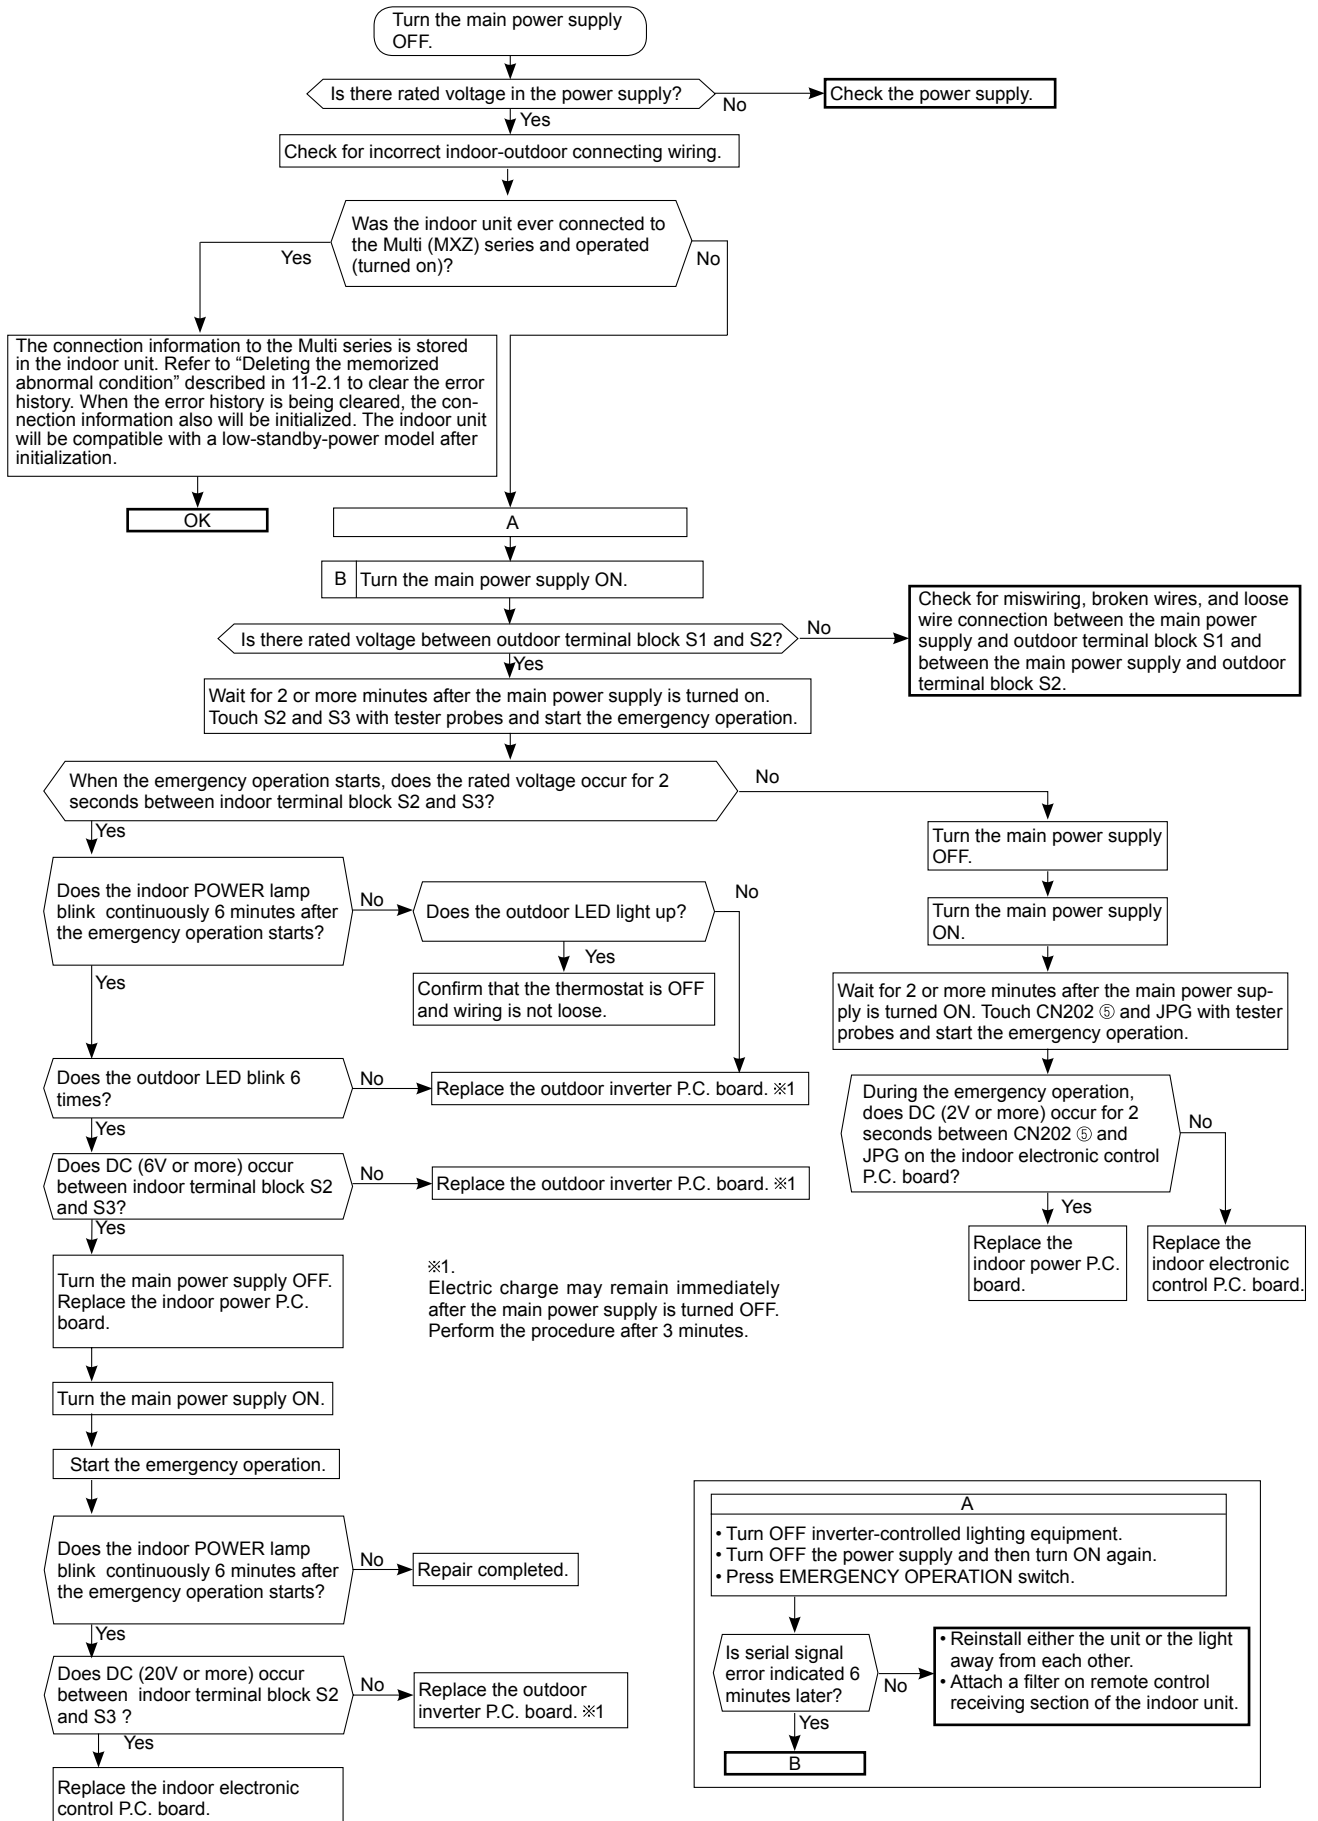 Turn the main power supply
OFF.
Is there rated voltage in the power supply?
No
Check the power supply.
Yes
Check for incorrect indoor-outdoor connecting wiring.
Was the indoor unit ever connected to
the Multi (MXZ) series and operated
(turned on)?
Yes
No
The connection information to the Multi series is stored
in the indoor unit. Refer to “Deleting the memorized
abnormal condition” described in 11-2.1 to clear the error
history. When the error history is being cleared, the con-
nection information also will be initialized. The indoor unit
will be compatible with a low-standby-power model after
initialization.
OK
A
B
Turn the main power supply ON.
Is there rated voltage between outdoor terminal block S1 and S2?
No
Check for miswiring, broken wires, and loose
wire connection between the main power
supply and outdoor terminal block S1 and
between the main power supply and outdoor
terminal block S2.
Yes
Wait for 2 or more minutes after the main power supply is turned on.
Touch S2 and S3 with tester probes and start the emergency operation.
When the emergency operation starts, does the rated voltage occur for 2
seconds between indoor terminal block S2 and S3?
No
Yes
Turn the main power supply
OFF.
Turn the main power supply
ON.
Wait for 2 or more minutes after the main power sup-
ply is turned ON. Touch CN202 ⑤ and JPG with tester
probes and start the emergency operation.
During the emergency operation,
does DC (2V or more) occur for 2
seconds between CN202 ⑤ and
JPG on the indoor electronic control
P.C. board?
No
Yes
Replace the
indoor power P.C.
board.
Replace the
indoor electronic
control P.C. board.
Does the indoor POWER lamp
blink continuously 6 minutes after
the emergency operation starts?
No
Does the outdoor LED light up?
No
Yes
Confirm that the thermostat is OFF
and wiring is not loose.
Yes
Does the outdoor LED blink 6
times?
No
Replace the outdoor inverter P.C. board. ※1
Yes
Does DC (6V or more) occur
between indoor terminal block S2
and S3?
No
Replace the outdoor inverter P.C. board. ※1
Yes
Turn the main power supply OFF.
Replace the indoor power P.C.
board.
※1.
Electric charge may remain immediately
after the main power supply is turned OFF.
Perform the procedure after 3 minutes.
Turn the main power supply ON.
Start the emergency operation.
Does the indoor POWER lamp
blink continuously 6 minutes after
the emergency operation starts?
No
Repair completed.
Yes
Does DC (20V or more) occur
between indoor terminal block S2
and S3 ?
No
Replace the outdoor
inverter P.C. board. ※1
Yes
Replace the indoor electronic
control P.C. board.
A
• Turn OFF inverter-controlled lighting equipment.
• Turn OFF the power supply and then turn ON again.
• Press EMERGENCY OPERATION switch.
Is serial signal
error indicated 6
minutes later?
No
• Reinstall either the unit or the light
away from each other.
• Attach a filter on remote control
receiving section of the indoor unit.
Yes
B